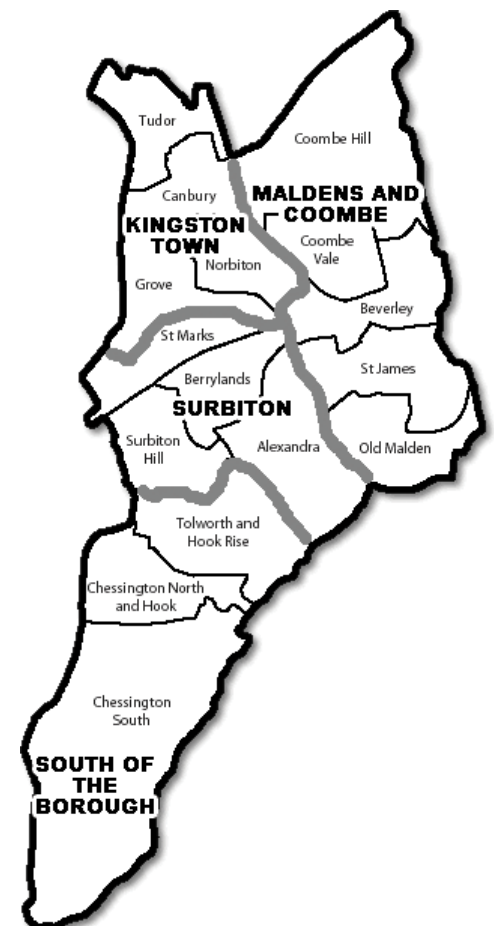 Tudor
Coombe Hill
Canbury
MALDENS AND
COOMBE
KINGSTON
TOWN
Coombe
Vale
Norbiton
Grove
Beverley
St Marks
St James
Berrylands
SURBITON
Surbiton
Hill
Alexandra
Old Malden
Tolworth and
Hook Rise
Chessington North
and Hook
Chessington
South
SOUTH OF
THE
BOROUGH